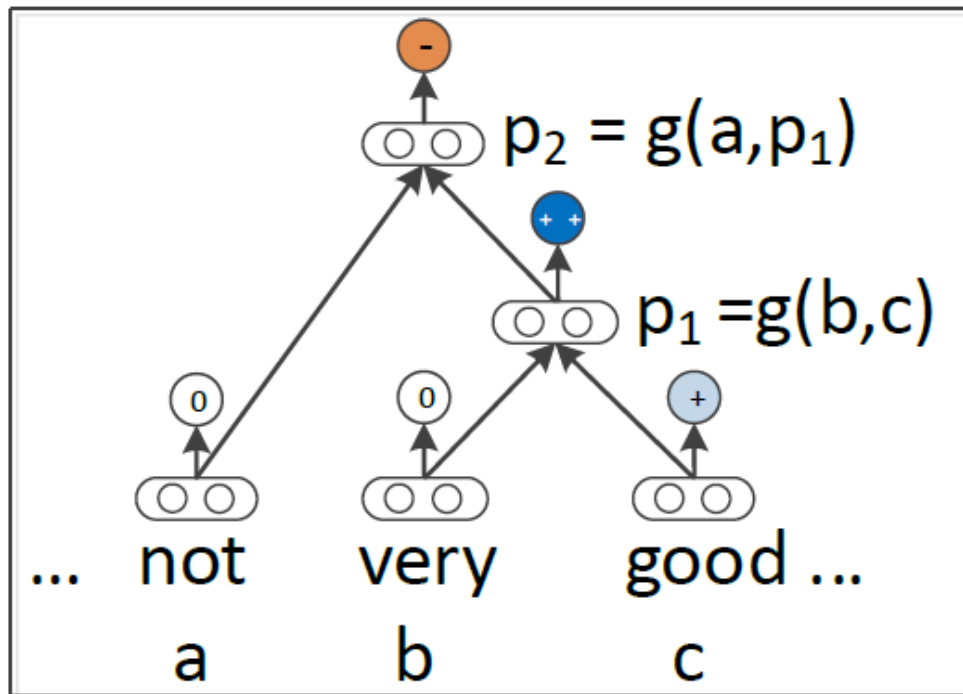 -
p₂ = g(a,p₁)
+ +
p₁ =g(b,c)
0 0 +
... not very good ...
a b c